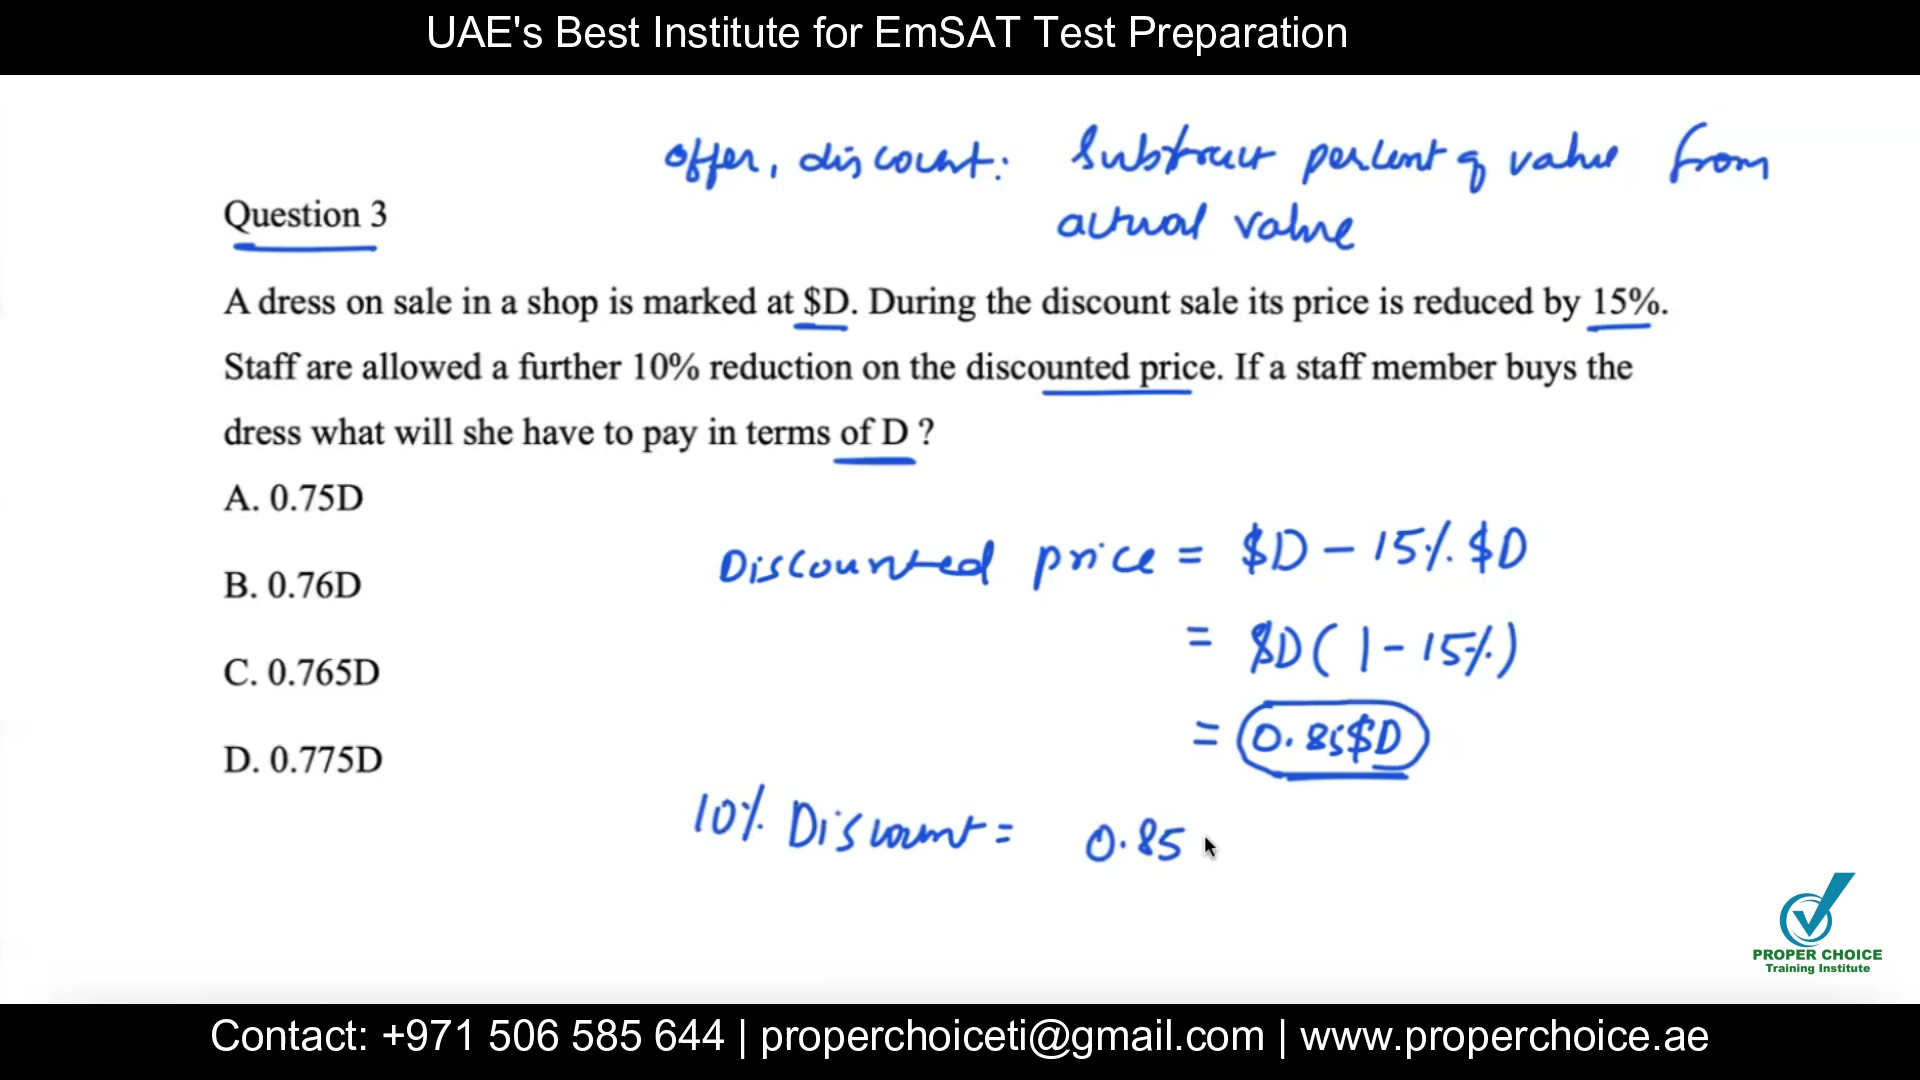 UAE's Best Institute for EmSAT Test Preparation
offer, discount: Subtract percent of value from
actual value
Question 3
A dress on sale in a shop is marked at $D. During the discount sale its price is reduced by 15%.
Staff are allowed a further 10% reduction on the discounted price. If a staff member buys the
dress what will she have to pay in terms of D ?
A. 0.75D
B. 0.76D
C. 0.765D
D. 0.775D
Discounted price = $D - 15% $D
= $D ( 1 - 15% )
= 0.85$D
10% Discount = 0.85
PROPER CHOICE
Training Institute
Contact: +971 506 585 644 | properchoiceti@gmail.com | www.properchoice.ae